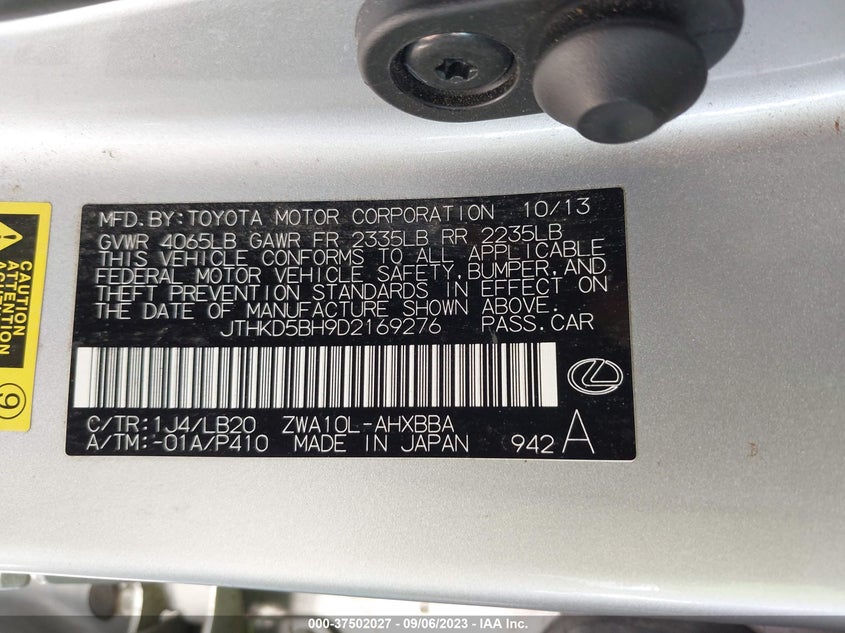 MFD.BY:TOYOTA MOTOR CORPORATION 10/13
GVWR 4065LB GAWR FR 2335LB RR 2235LB
THIS VEHICLE CONFORMS TO ALL APPLICABLE
FEDERAL MOTOR VEHICLE SAFETY,BUMPER,AND
THEFT PREVENTION STANDARDS IN EFFECT ON
THE DATE OF MANUFACTURE SHOWN ABOVE.
JTHKD5BH9D2169276 PASS.CAR
C/TR:1J4/LB20 ZWA10L-AHXBBA
A/TM:-01A/P410 MADE IN JAPAN 942 A
CAUTION
ATTENTION
9
000-37502027 - 09/06/2023 - IAA Inc.